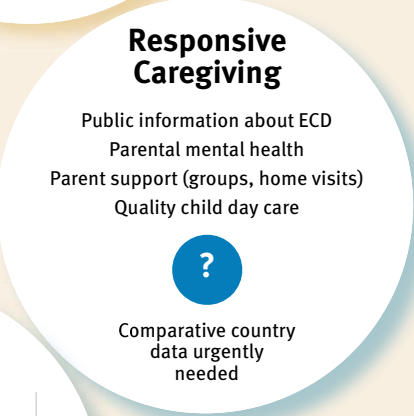 Responsive
Caregiving
Public information about ECD
Parental mental health
Parent support (groups, home visits)
Quality child day care
?
Comparative country
data urgently
needed